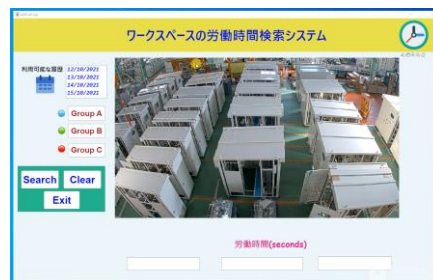 ワークスペースの労働時間検索システム
利用可能な履歴
12/10/2021
13/10/2021
14/10/2021
15/10/2021
Group A
Group B
Group C
Search
Clear
Exit
労働時間(seconds)